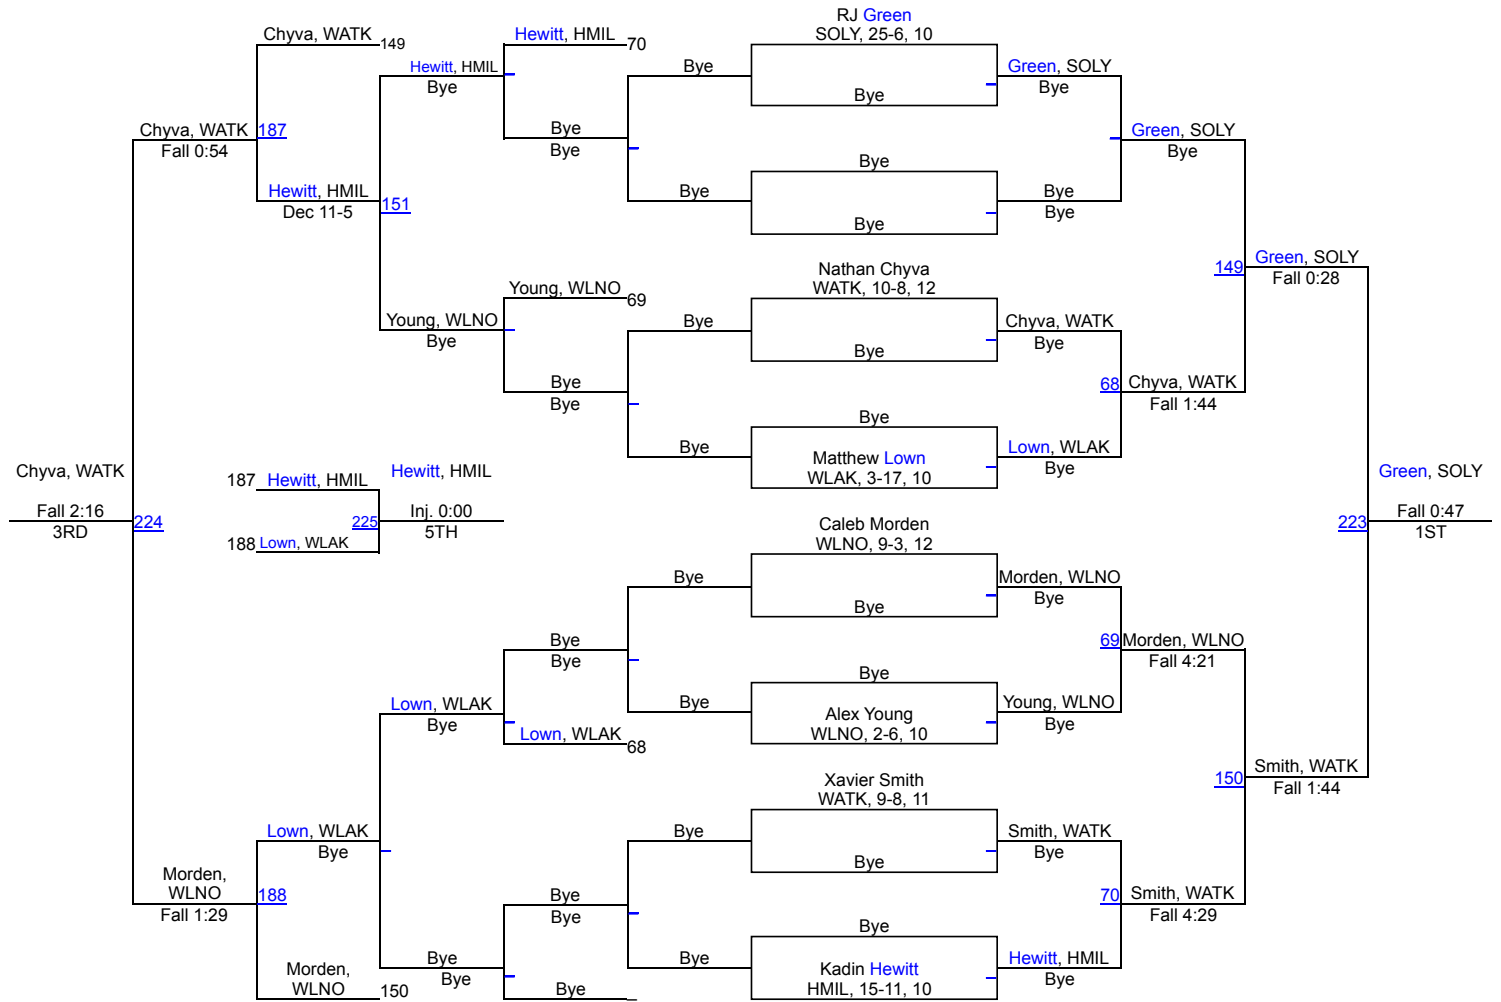 RJ Green
SOLY, 25-6, 10
Chyva, WATK
149
Hewitt, HMIL
70
Hewitt, HMIL
Bye
Bye
Bye
Green, SOLY
Bye
Chyva, WATK
187
Fall 0:54
Bye
Bye
Green, SOLY
Bye
Bye
Hewitt, HMIL
151
Dec 11-5
Bye
Bye
Bye
Bye
Nathan Chyva
WATK, 10-8, 12
149
Green, SOLY
Fall 0:28
Young, WLNO
69
Young, WLNO
Bye
Bye
Bye
Chyva, WATK
Bye
Bye
Bye
68
Chyva, WATK
Fall 1:44
Bye
Bye
Matthew Lown
WLAK, 3-17, 10
Lown, WLAK
Bye
Chyva, WATK
Fall 2:16
3RD
224
187
Hewitt, HMIL
225
188
Lown, WLAK
Hewitt, HMIL
Inj. 0:00
5TH
Green, SOLY
223
Fall 0:47
1ST
Caleb Morden
WLNO, 9-3, 12
Bye
Bye
Morden, WLNO
Bye
Bye
Bye
69
Morden, WLNO
Fall 4:21
Bye
Lown, WLAK
Bye
Bye
Alex Young
WLNO, 2-6, 10
Young, WLNO
Bye
Lown, WLAK
68
Xavier Smith
WATK, 9-8, 11
150
Smith, WATK
Fall 1:44
Lown, WLAK
Bye
Bye
Bye
Smith, WATK
Bye
Morden,
WLNO
188
Fall 1:29
Bye
Bye
70
Smith, WATK
Fall 4:29
Bye
Morden,
WLNO
150
Bye
Bye
Bye
Bye
Kadin Hewitt
HMIL, 15-11, 10
Hewitt, HMIL
Bye